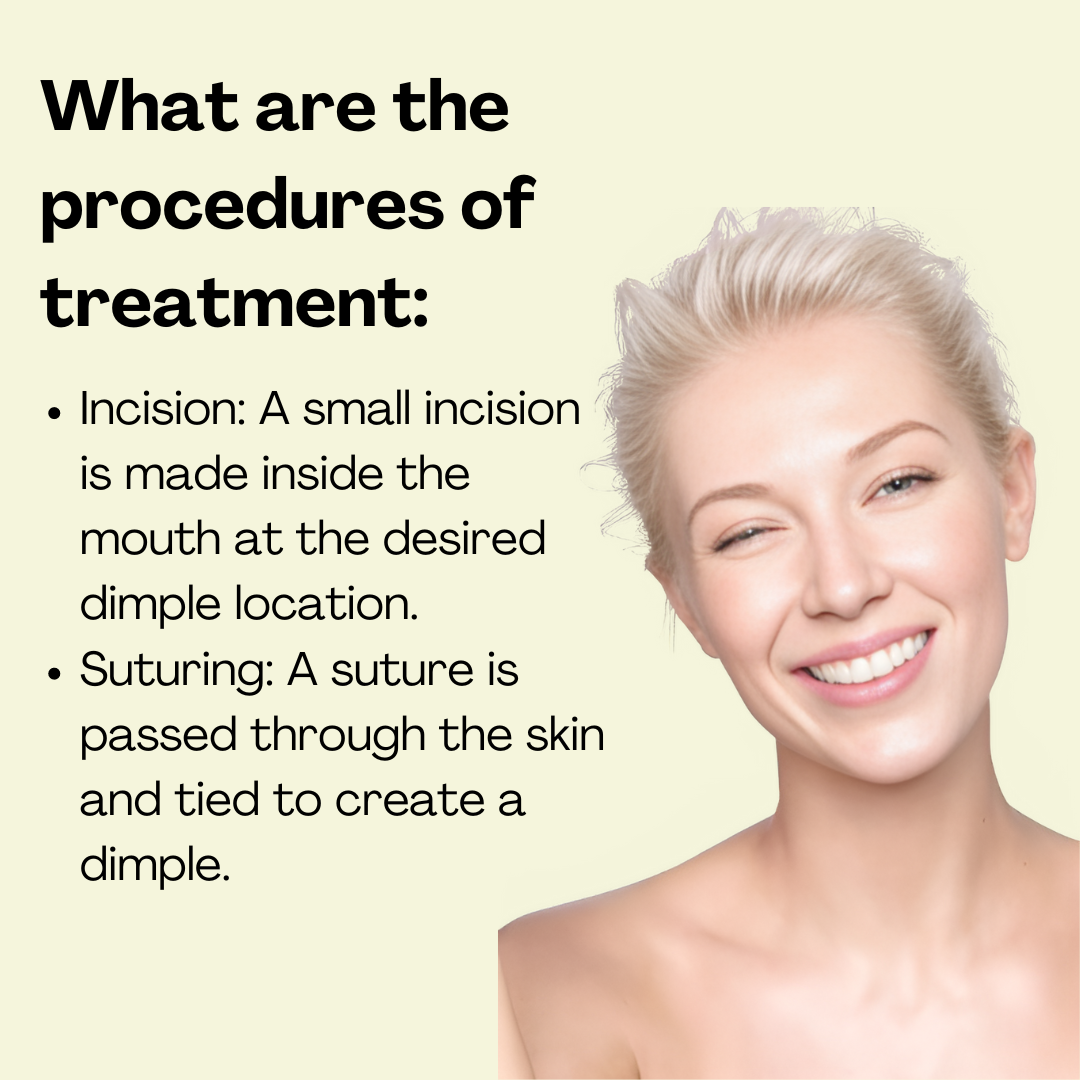 What are the
procedures of
treatment:
• Incision: A small incision
is made inside the
mouth at the desired
dimple location.
• Suturing: A suture is
passed through the skin
and tied to create a
dimple.